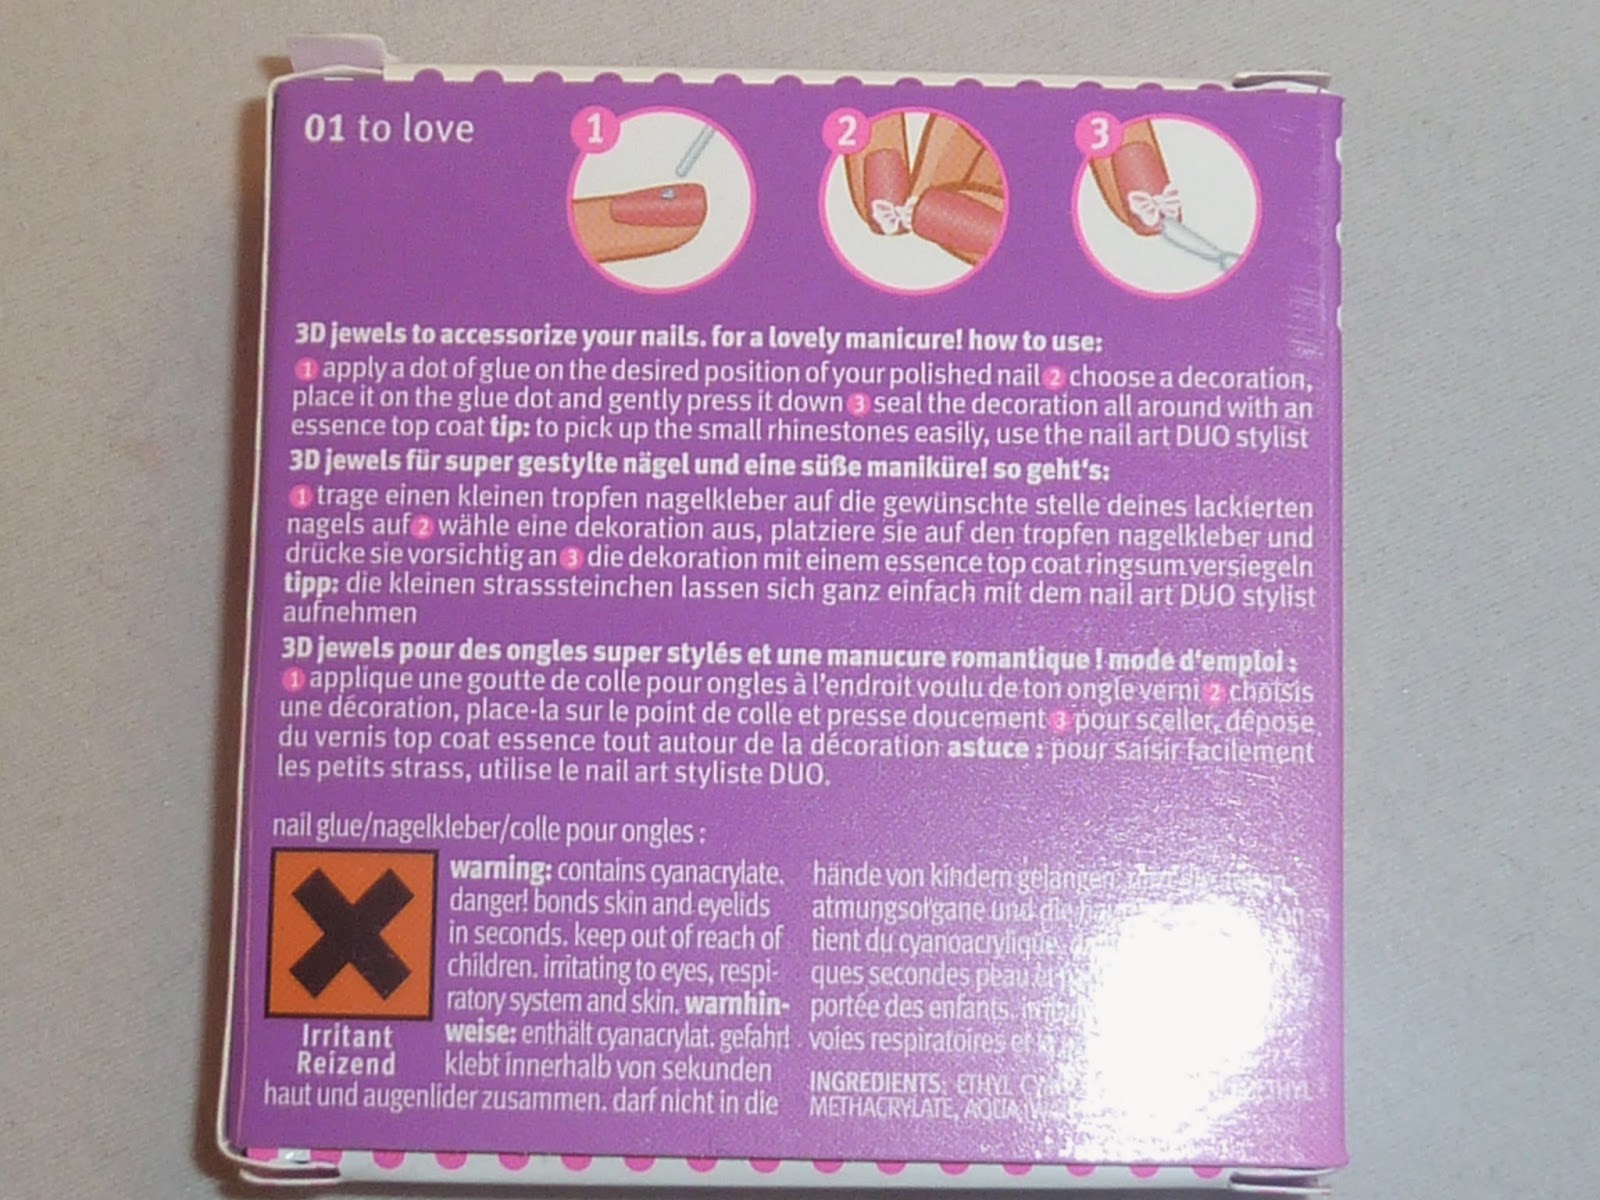 01 to love
1
2
3
3D jewels to accessorize your nails. for a lovely manicure! how to use:
1 apply a dot of glue on the desired position of your polished nail 2 choose a decoration,
place it on the glue dot and gently press it down 3 seal the decoration all around with an
essence top coat tip: to pick up the small rhinestones easily, use the nail art DUO stylist
3D jewels für super gestylte nägel und eine süße maniküre! so geht's:
1 trage einen kleinen tropfen nagelkleber auf die gewünschte stelle deines lackierten
nagels auf 2 wähle eine dekoration aus, platziere sie auf den tropfen nagelkleber und
drücke sie vorsichtig an 3 die dekoration mit einem essence top coat ringsum versiegeln
tipp: die kleinen strasssteinchen lassen sich ganz einfach mit dem nail art DUO stylist
aufnehmen
3D jewels pour des ongles super stylés et une manucure romantique ! mode d'emploi :
1 applique une goutte de colle pour ongles à l'endroit voulu de ton ongle verni 2 choisis
une décoration, place-la sur le point de colle et presse doucement 3 pour sceller, dépose
du vernis top coat essence tout autour de la décoration astuce : pour saisir facilement
les petits strass, utilise le nail art styliste DUO.
nail glue/nagelkleber/colle pour ongles :
Irritant
Reizend
warning: contains cyanacrylate.
danger! bonds skin and eyelids
in seconds. keep out of reach of
children. irritating to eyes, respi-
ratory system and skin. warnhin-
weise: enthält cyanacrylat. gefahr!
klebt innerhalb von sekunden
haut und augenlider zusammen. darf nicht in die
hände von kindern gelangen.
atmungsorgane und die
tient du cyanoacrylique.
ques secondes peau et
portée des enfants.
voies respiratoires et
INGREDIENTS: ETHYL
METHACRYLATE, AQUA